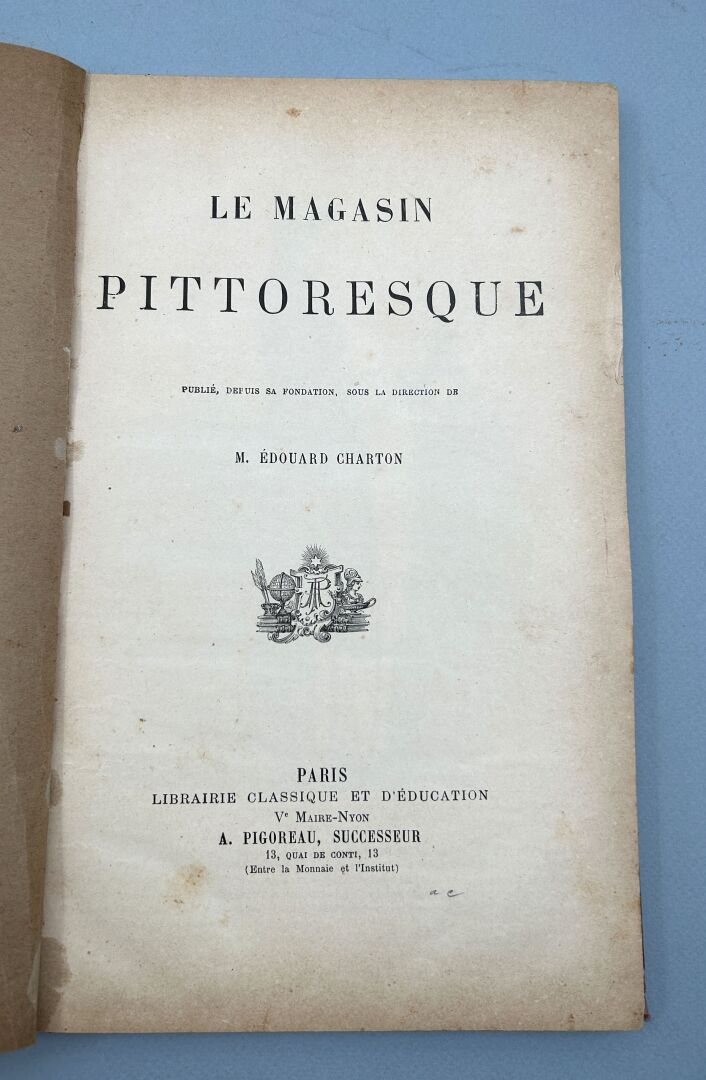 LE MAGASIN
PITTORESQUE
PUBLIÉ, DEPUIS SA FONDATION, SOUS LA DIRECTION DE
M. ÉDOUARD CHARTON
PARIS
LIBRAIRIE CLASSIQUE ET D'ÉDUCATION
Ve MAIRE-NYON
A. PIGOREAU, SUCCESSEUR
13, QUAI DE CONTI, 13
(Entre la Monnaie et l'Institut)
a c